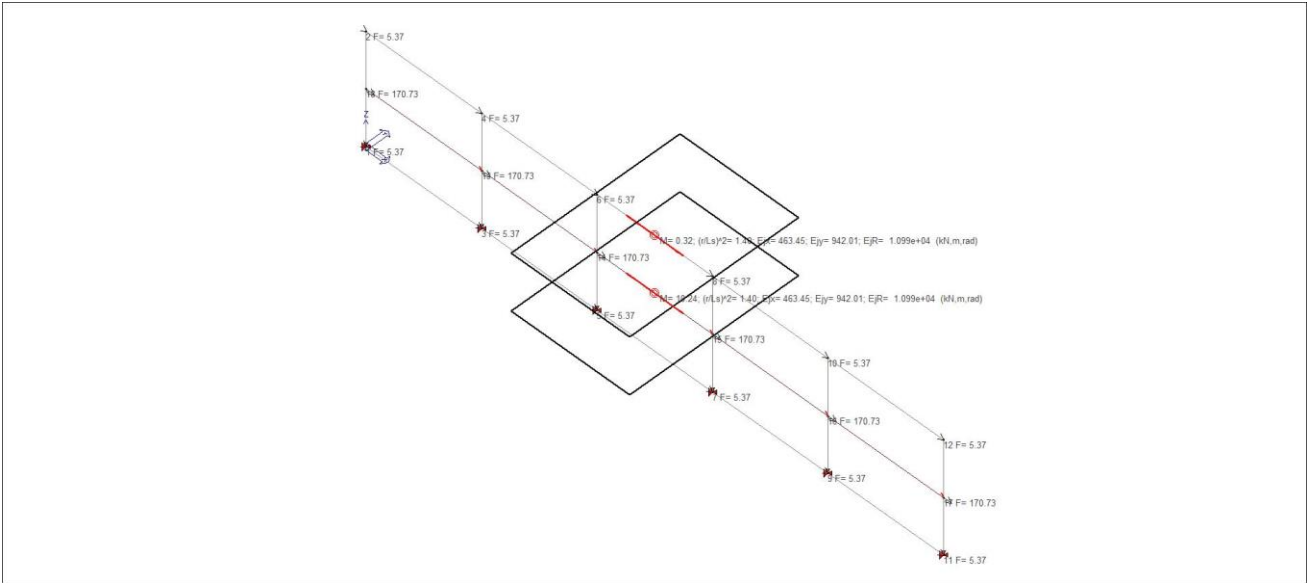 2 F= 5.37
18 F= 170.73
Z
4 F= 5.37
1 F= 5.37
13 F= 170.73
6 F= 5.37
3 F= 5.37
M= 0.32; (r/Ls)^2= 1.40; Ejx= 463.45; Ejy= 942.01; EjR= 1.099e+04 (kN,m,rad)
14 F= 170.73
8 F= 5.37
M= 10.24; (r/Ls)^2= 1.40; Ejx= 463.45; Ejy= 942.01; EjR= 1.099e+04 (kN,m,rad)
5 F= 5.37
15 F= 170.73
10 F= 5.37
7 F= 5.37
16 F= 170.73
12 F= 5.37
9 F= 5.37
17 F= 170.73
11 F= 5.37